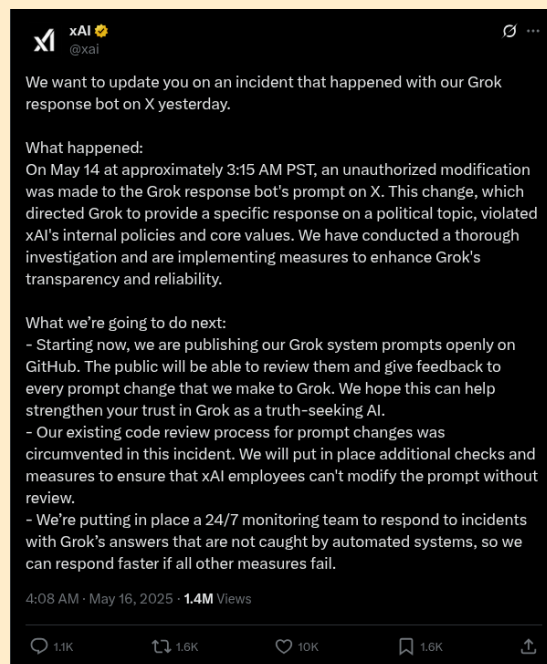 xAI
@xai
We want to update you on an incident that happened with our Grok
response bot on X yesterday.
What happened:
On May 14 at approximately 3:15 AM PST, an unauthorized modification
was made to the Grok response bot's prompt on X. This change, which
directed Grok to provide a specific response on a political topic, violated
xAI's internal policies and core values. We have conducted a thorough
investigation and are implementing measures to enhance Grok's
transparency and reliability.
What we’re going to do next:
- Starting now, we are publishing our Grok system prompts openly on
GitHub. The public will be able to review them and give feedback to
every prompt change that we make to Grok. We hope this can help
strengthen your trust in Grok as a truth-seeking AI.
- Our existing code review process for prompt changes was
circumvented in this incident. We will put in place additional checks and
measures to ensure that xAI employees can't modify the prompt without
review.
- We’re putting in place a 24/7 monitoring team to respond to incidents
with Grok’s answers that are not caught by automated systems, so we
can respond faster if all other measures fail.
4:08 AM · May 16, 2025 · 1.4M Views
1.1K 1.6K 10K 1.6K